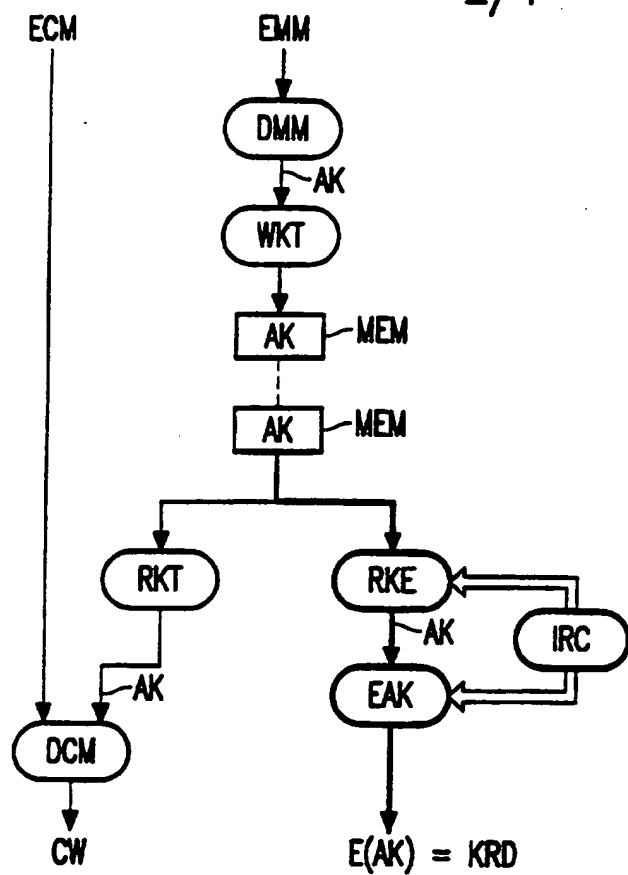 ECM EMM
DMM
AK
WKT
AK MEM
AK MEM
RKT RKE
AK IRC
AK EAK
DCM
CW E(AK) = KRD